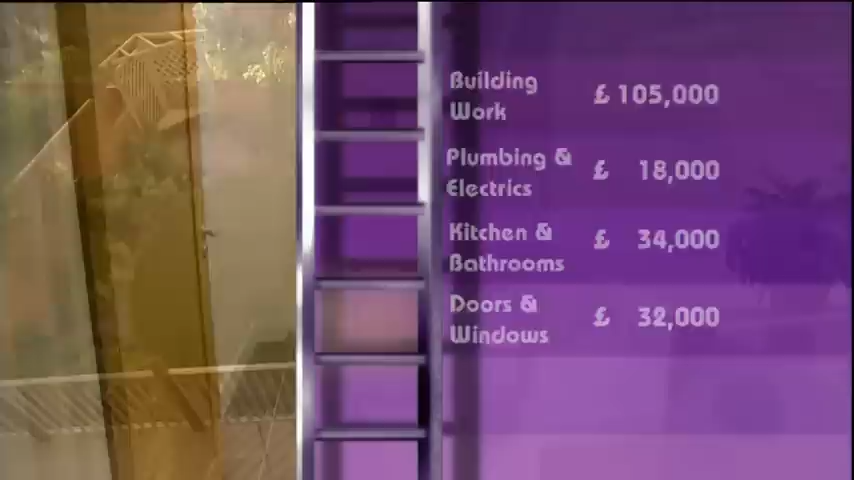 Building
Work £ 105,000
Plumbing &
Electrics £ 18,000
Kitchen &
Bathrooms £ 34,000
Doors &
Windows £ 32,000